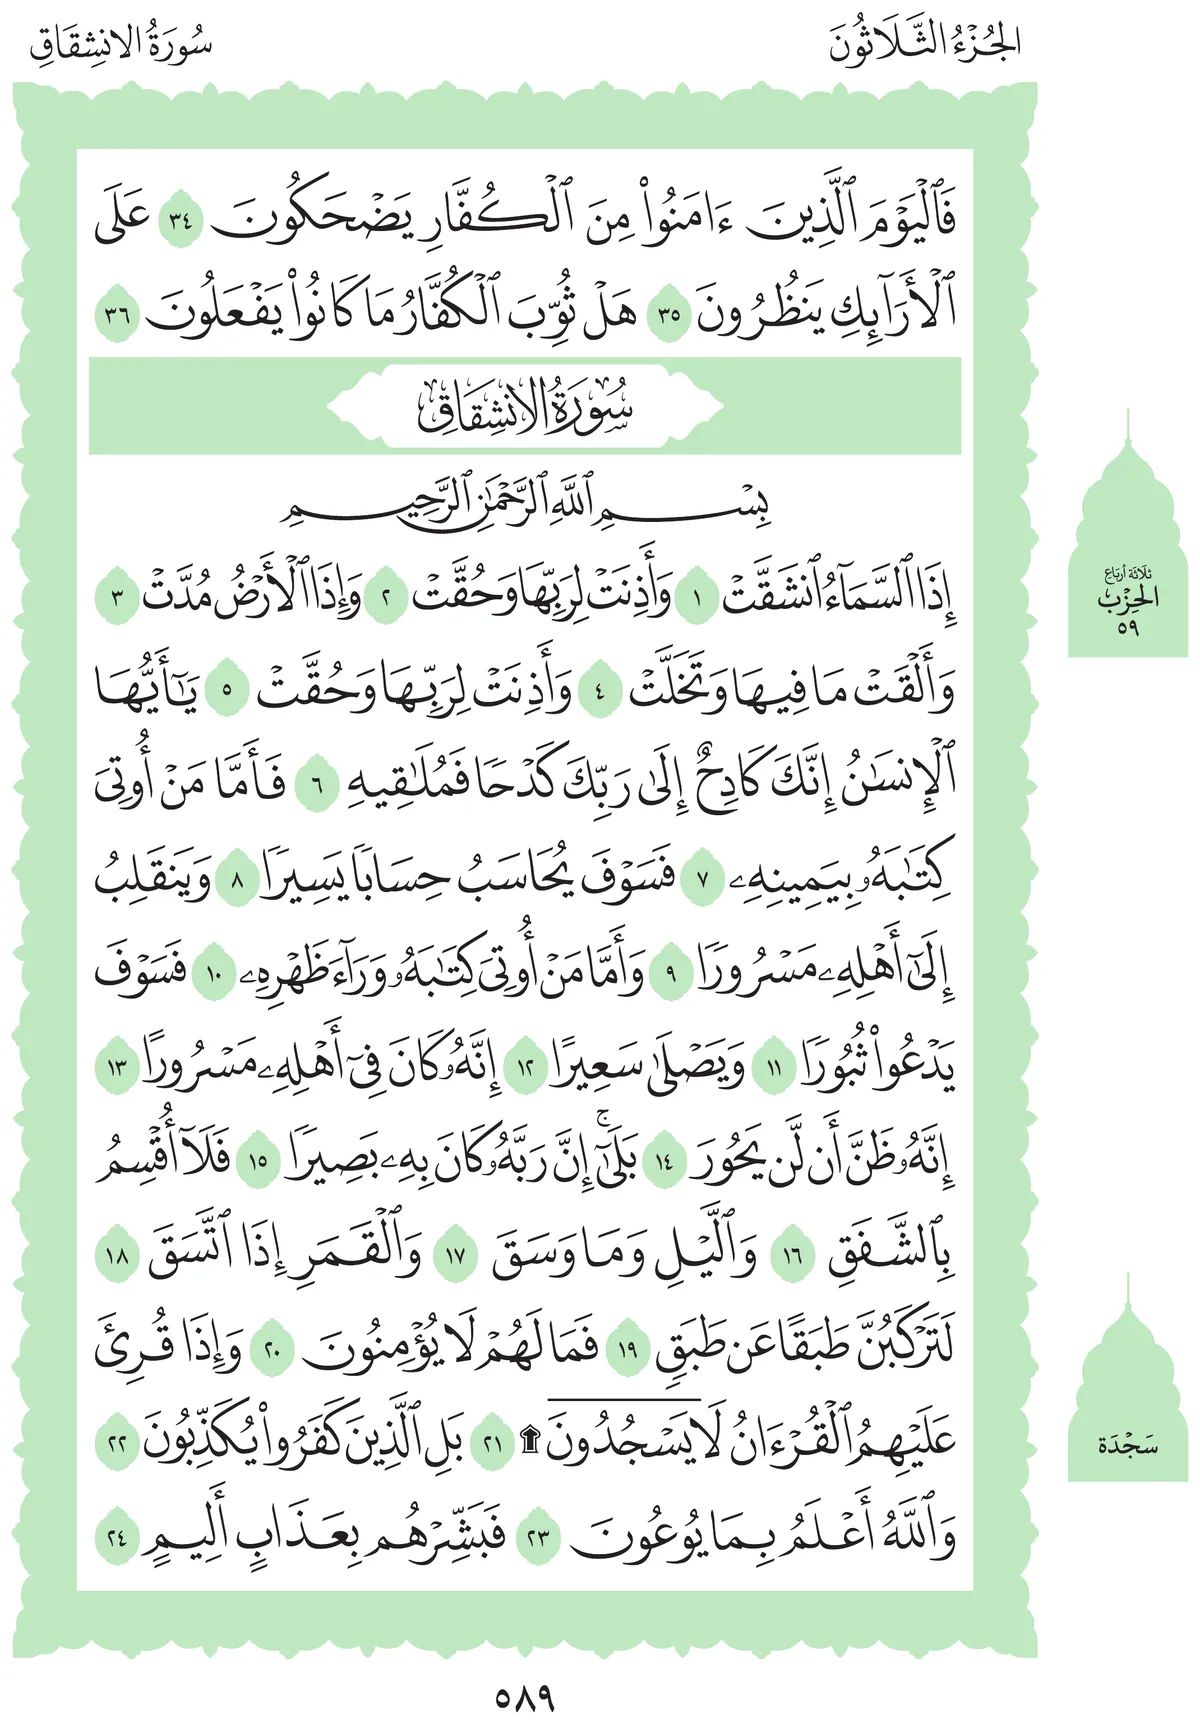 الجُزْءُ الثَّلَاثُونَ
سُورَةُ الانشِقَاقِ
فَٱلْيَوْمَ ٱلَّذِينَ ءَامَنُوا۟ مِنَ ٱلْكُفَّارِ يَضْحَكُونَ ٣٤ عَلَى
ٱلْأَرَآئِكِ يَنظُرُونَ ٣٥ هَلْ ثُوِّبَ ٱلْكُفَّارُ مَا كَانُوا۟ يَفْعَلُونَ ٣٦
سُورَةُ الانشِقَاقِ
بِسْمِ ٱللَّهِ ٱلرَّحْمَٰنِ ٱلرَّحِيمِ
إِذَا ٱلسَّمَآءُ ٱنشَقَّتْ ١ وَأَذِنَتْ لِرَبِّهَا وَحُقَّتْ ٢ وَإِذَا ٱلْأَرْضُ مُدَّتْ ٣
وَأَلْقَتْ مَا فِيهَا وَتَخَلَّتْ ٤ وَأَذِنَتْ لِرَبِّهَا وَحُقَّتْ ٥ يَٰٓأَيُّهَا
ٱلْإِنسَٰنُ إِنَّكَ كَادِحٌ إِلَىٰ رَبِّكَ كَدْحًا فَمُلَٰقِيهِ ٦ فَأَمَّا مَنْ أُوتِىَ
كِتَٰبَهُۥ بِيَمِينِهِۦ ٧ فَسَوْفَ يُحَاسَبُ حِسَابًا يَسِيرًا ٨ وَيَنقَلِبُ
إِلَىٰٓ أَهْلِهِۦ مَسْرُورًا ٩ وَأَمَّا مَنْ أُوتِىَ كِتَٰبَهُۥ وَرَآءَ ظَهْرِهِۦ ١٠ فَسَوْفَ
يَدْعُوا۟ ثُبُورًا ١١ وَيَصْلَىٰ سَعِيرًا ١٢ إِنَّهُۥ كَانَ فِىٓ أَهْلِهِۦ مَسْرُورًا ١٣
إِنَّهُۥ ظَنَّ أَن لَّن يَحُورَ ١٤ بَلَىٰٓۚ إِنَّ رَبَّهُۥ كَانَ بِهِۦ بَصِيرًا ١٥ فَلَآ أُقْسِمُ
بِٱلشَّفَقِ ١٦ وَٱلَّيْلِ وَمَا وَسَقَ ١٧ وَٱلْقَمَرِ إِذَا ٱتَّسَقَ ١٨
لَتَرْكَبُنَّ طَبَقًا عَن طَبَقٍ ١٩ فَمَا لَهُمْ لَا يُؤْمِنُونَ ٢٠ وَإِذَا قُرِئَ
عَلَيْهِمُ ٱلْقُرْءَانُ لَا يَسْجُدُونَ ۩ ٢١ بَلِ ٱلَّذِينَ كَفَرُوا۟ يُكَذِّبُونَ ٢٢
وَٱللَّهُ أَعْلَمُ بِمَا يُوعُونَ ٢٣ فَبَشِّرْهُم بِعَذَابٍ أَلِيمٍ ٢٤
ثلَاثَة أربَاع
الحِزْب
٥٩
سَجْدَة
٥٨٩